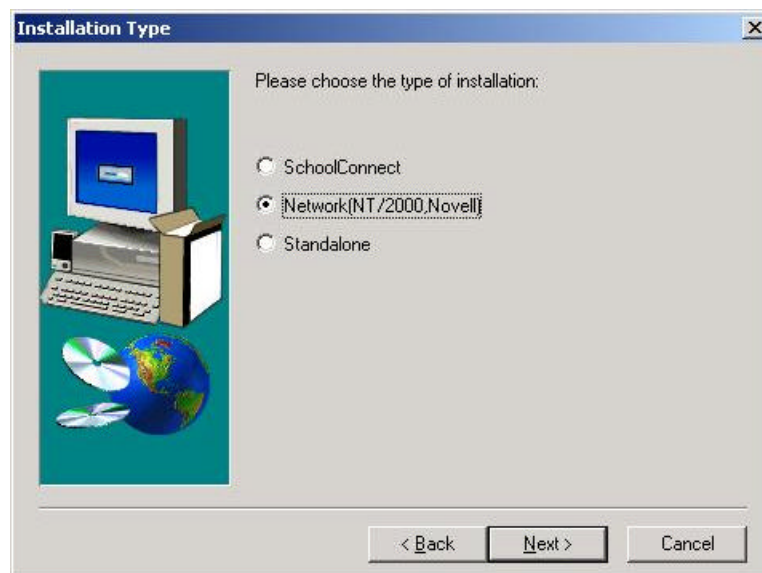 Installation Type
Please choose the type of installation:
SchoolConnect
Network(NT/2000,Novell)
Standalone
< Back Next > Cancel